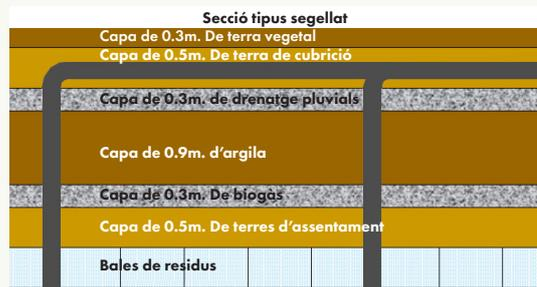 Secció tipus segellat
Capa de 0.3m. De terra vegetal
Capa de 0.5m. De terra de cubrició
Capa de 0.3m. de drenatge pluvials
Capa de 0.9m. d’argila
Capa de 0.3m. De biogàs
Capa de 0.5m. De terres d’assentament
Bales de residus